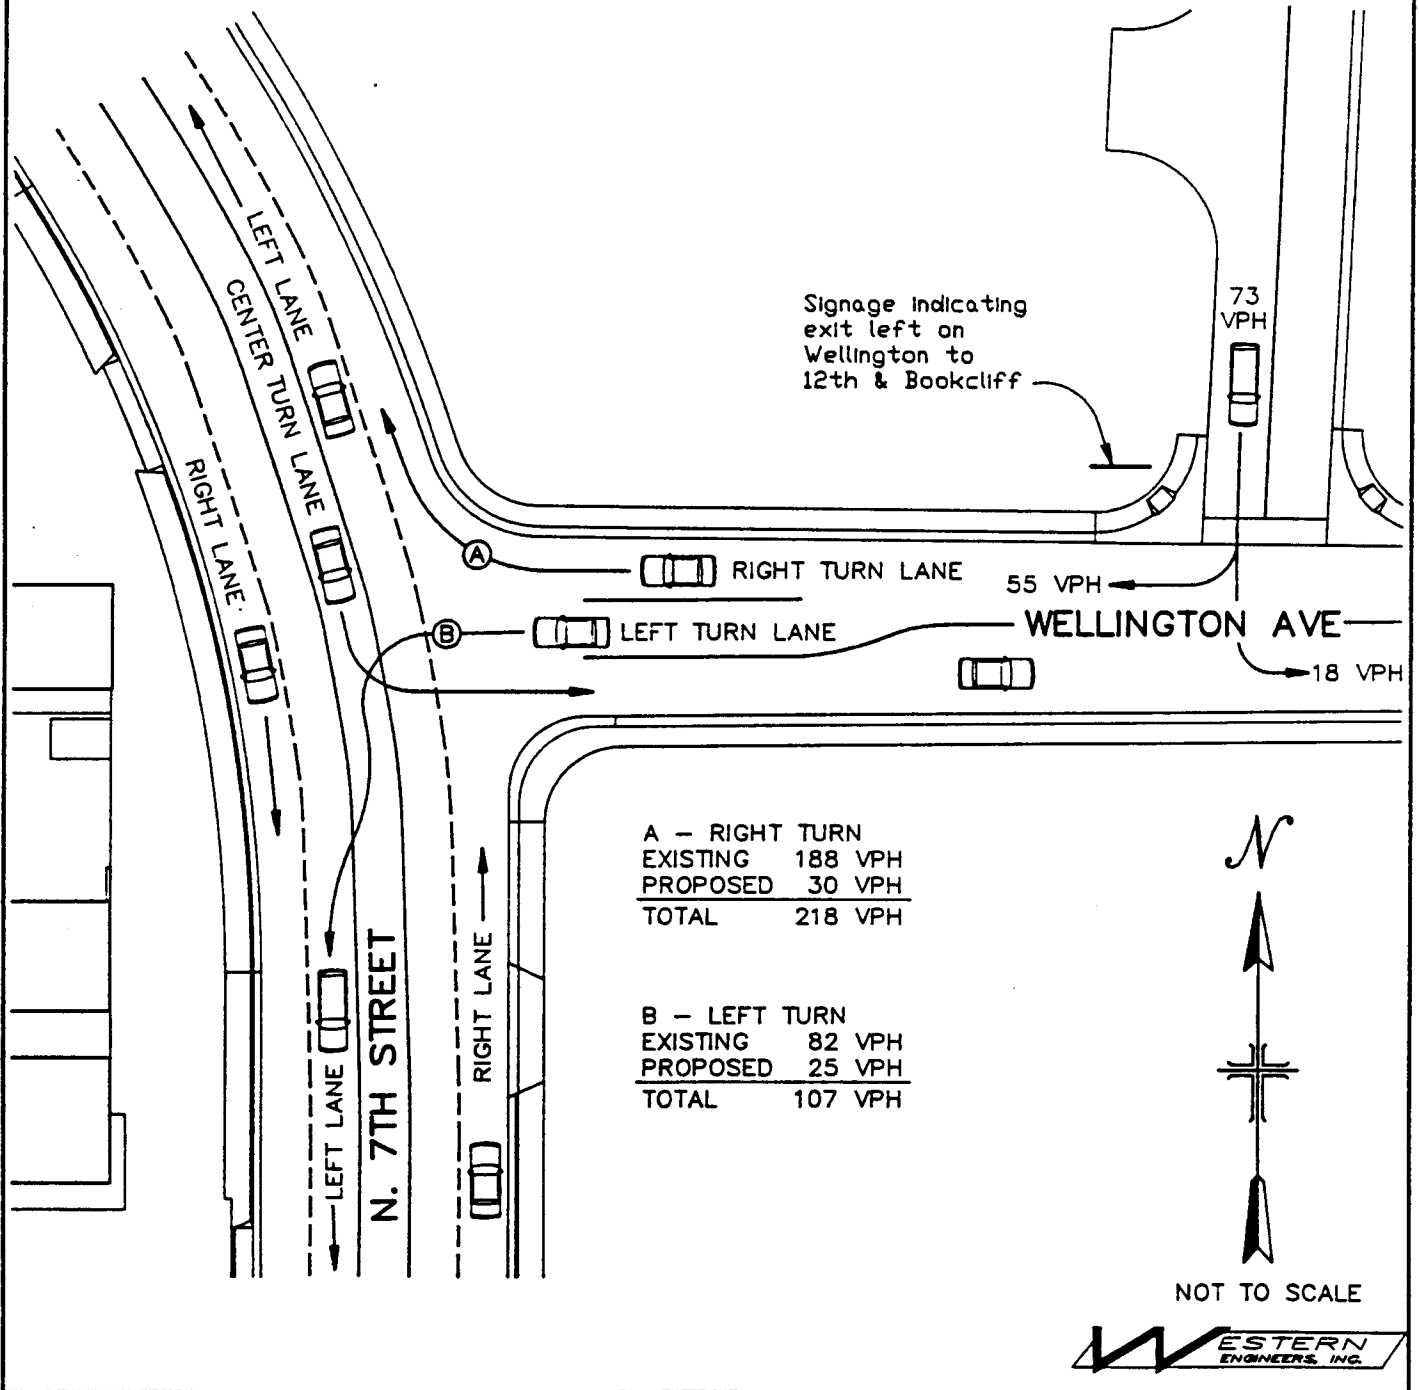 LEFT LANE
CENTER TURN LANE
RIGHT LANE
Signage indicating
exit left on
Wellington to
12th & Bookcliff
73
VPH
A
RIGHT TURN LANE
55 VPH
B
LEFT TURN LANE
WELLINGTON AVE
18 VPH
A - RIGHT TURN
EXISTING 188 VPH
PROPOSED 30 VPH
TOTAL 218 VPH
B - LEFT TURN
EXISTING 82 VPH
PROPOSED 25 VPH
TOTAL 107 VPH
LEFT LANE
N. 7TH STREET
RIGHT LANE
N
NOT TO SCALE
WESTERN
ENGINEERS, INC.